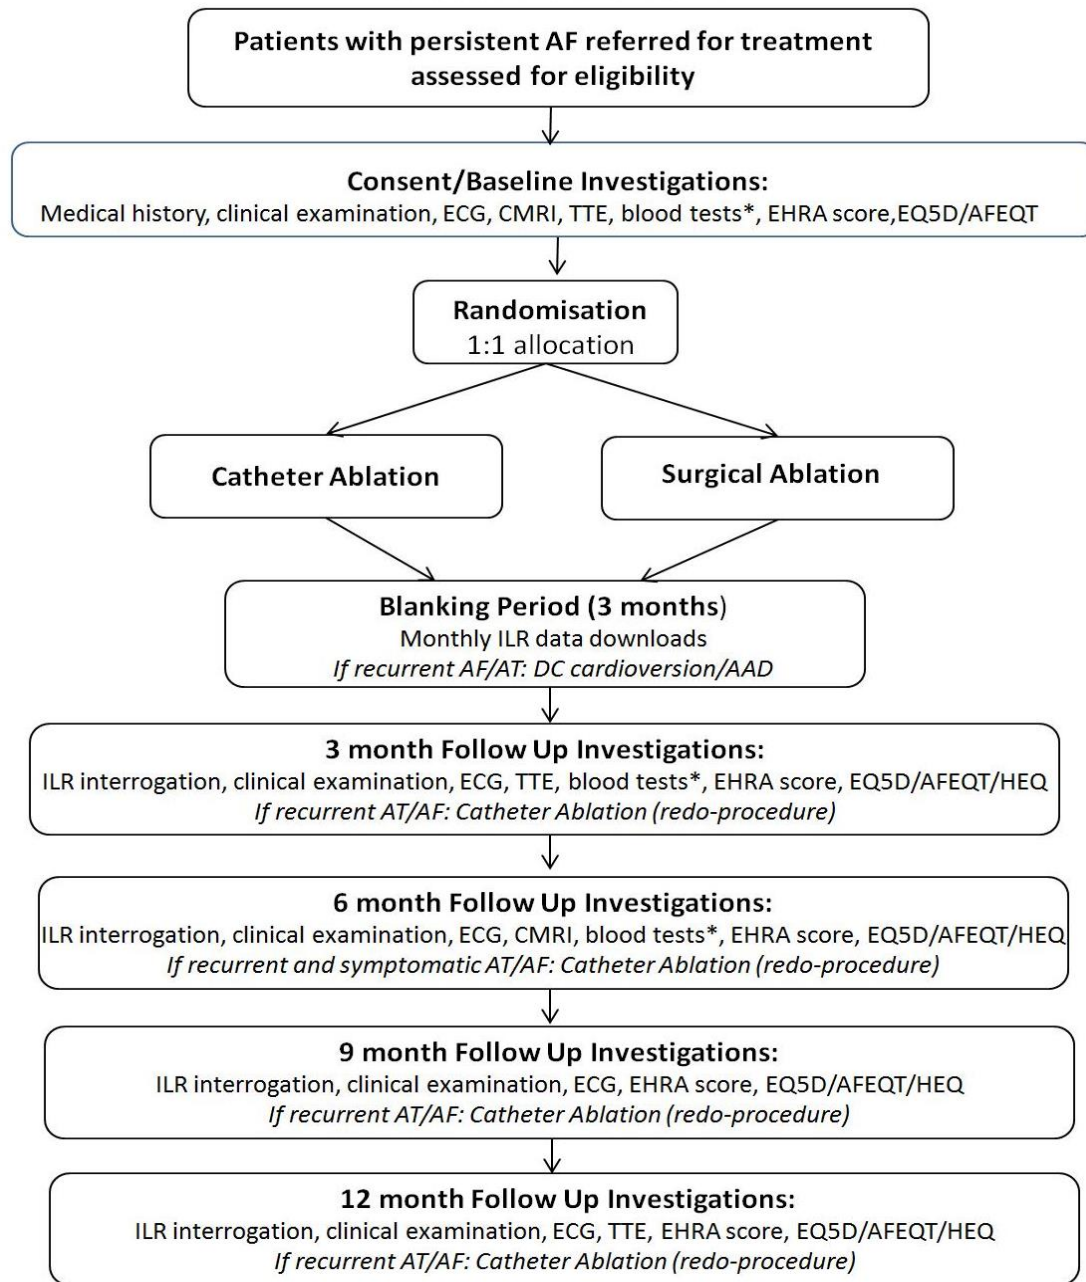 Patients with persistent AF referred for treatment
assessed for eligibility
Consent/Baseline Investigations:
Medical history, clinical examination, ECG, CMRI, TTE, blood tests*, EHRA score,EQ5D/AFEQT
Randomisation
1:1 allocation
Catheter Ablation
Surgical Ablation
Blanking Period (3 months)
Monthly ILR data downloads
If recurrent AF/AT: DC cardioversion/AAD
3 month Follow Up Investigations:
ILR interrogation, clinical examination, ECG, TTE, blood tests*, EHRA score, EQ5D/AFEQT/HEQ
If recurrent AT/AF: Catheter Ablation (redo-procedure)
6 month Follow Up Investigations:
ILR interrogation, clinical examination, ECG, CMRI, blood tests*, EHRA score, EQ5D/AFEQT/HEQ
If recurrent and symptomatic AT/AF: Catheter Ablation (redo-procedure)
9 month Follow Up Investigations:
ILR interrogation, clinical examination, ECG, EHRA score, EQ5D/AFEQT/HEQ
If recurrent AT/AF: Catheter Ablation (redo-procedure)
12 month Follow Up Investigations:
ILR interrogation, clinical examination, ECG, TTE, EHRA score, EQ5D/AFEQT/HEQ
If recurrent AT/AF: Catheter Ablation (redo-procedure)